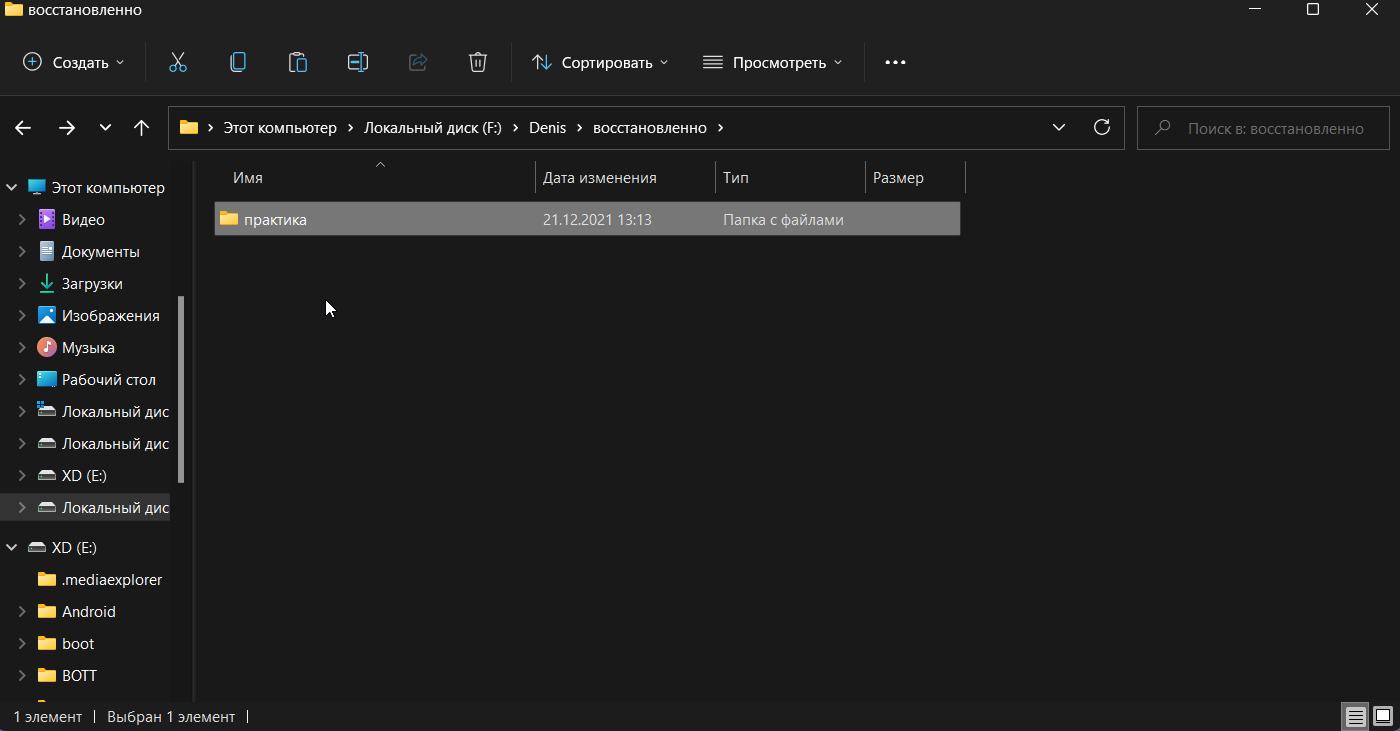 восстановленно
Создать
Сортировать
Просмотреть
Этот компьютер
Локальный диск (F:)
Denis
восстановленно
Поиск в: восстановленно
Имя
Дата изменения
Тип
Размер
практика
21.12.2021 13:13
Папка с файлами
Этот компьютер
Видео
Документы
Загрузки
Изображения
Музыка
Рабочий стол
Локальный дис
Локальный дис
XD (E:)
Локальный дис
XD (E:)
.mediaexplorer
Android
boot
BOTT
1 элемент
Выбран 1 элемент